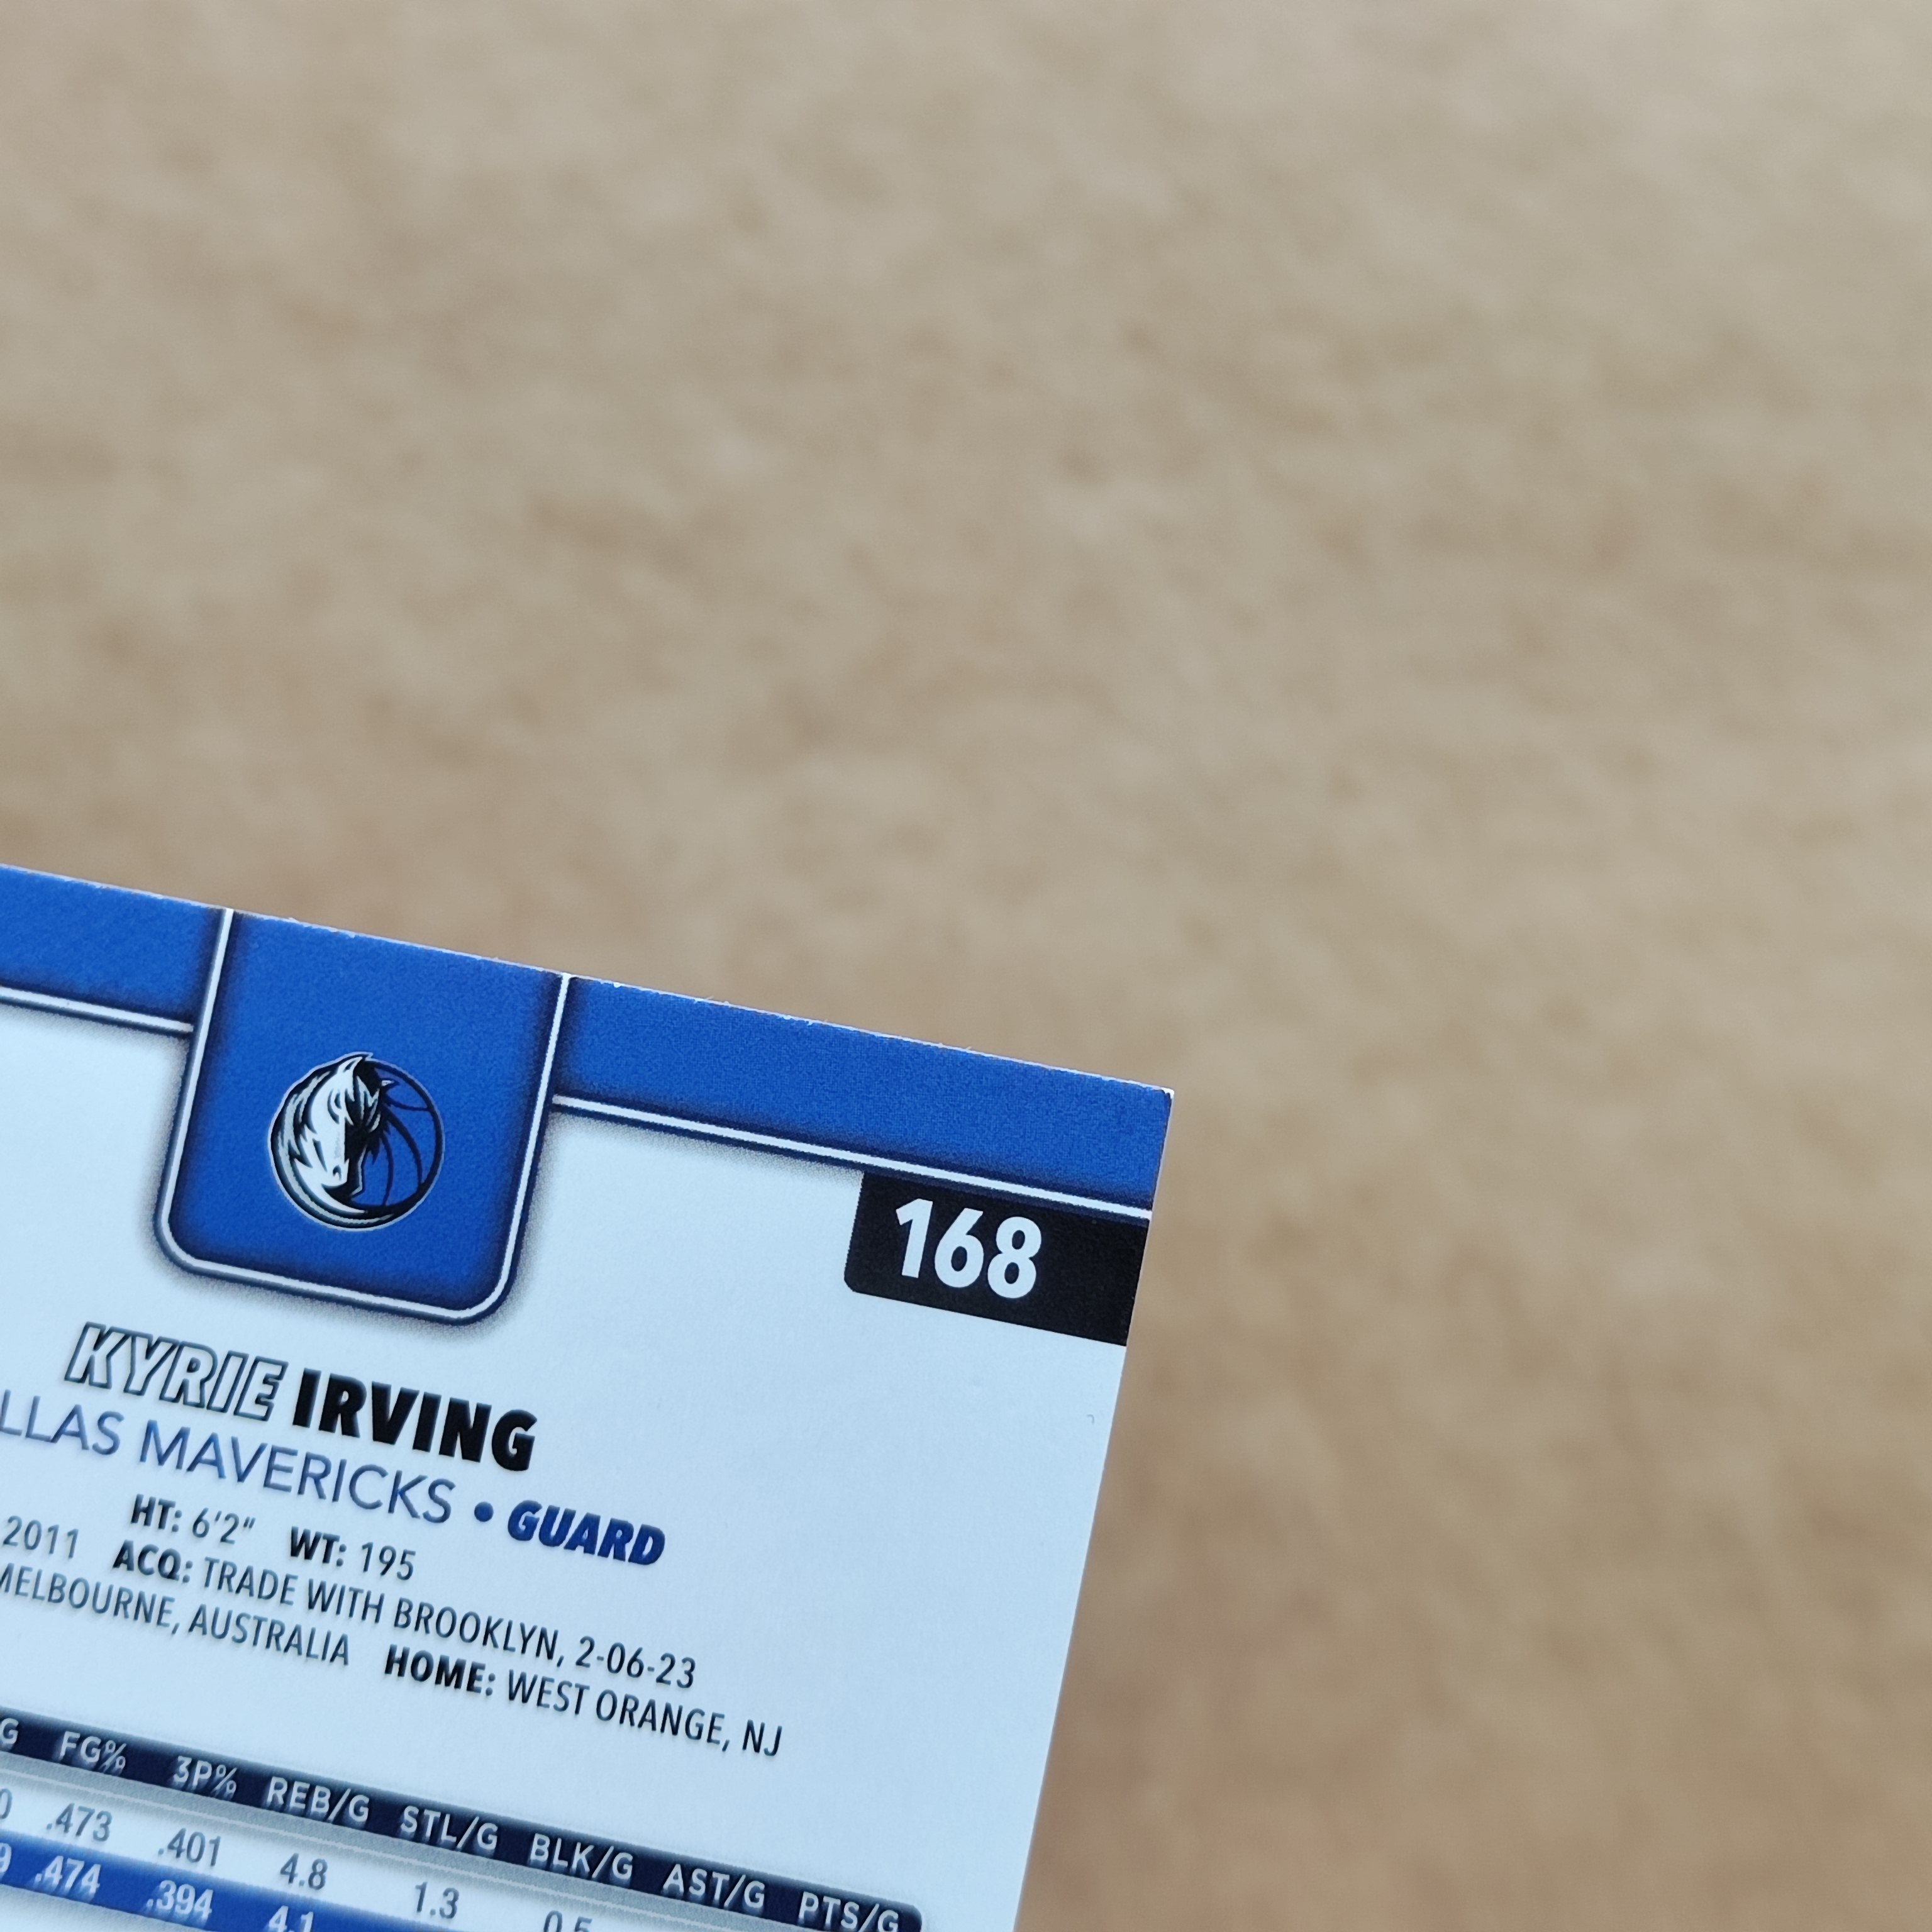 168
KYRIE IRVING
LLAS MAVERICKS • GUARD
HT: 6'2" WT: 195
2011 ACQ: TRADE WITH BROOKLYN, 2-06-23
MELBOURNE, AUSTRALIA HOME: WEST ORANGE, NJ
G FG% 3P% REB/G STL/G BLK/G AST/G PTS/G
.473 .401 4.8 1.3 0.5
.474 .394 4.1